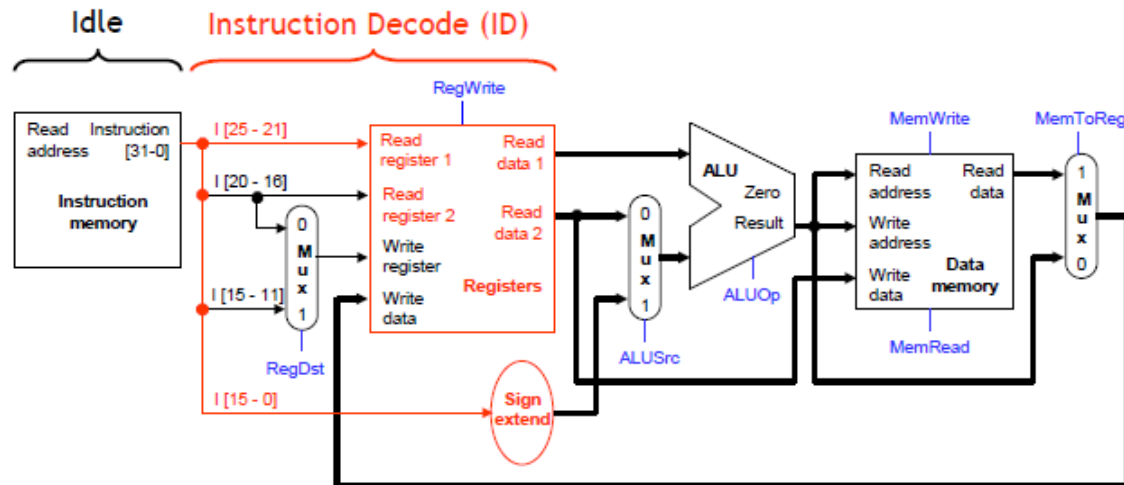 Idle
Instruction Decode (ID)
RegWrite
MemWrite
MemToReg
Read address
Instruction [31-0]
Instruction memory
I [25 - 21]
I [20 - 16]
I [15 - 11]
I [15 - 0]
0
Mux
1
RegDst
Read register 1
Read register 2
Write register
Write data
Read data 1
Read data 2
Registers
Sign extend
0
Mux
1
ALUSrc
ALU
Zero
Result
ALUOp
Read address
Write address
Write data
Read data
Data memory
MemRead
1
Mux
0